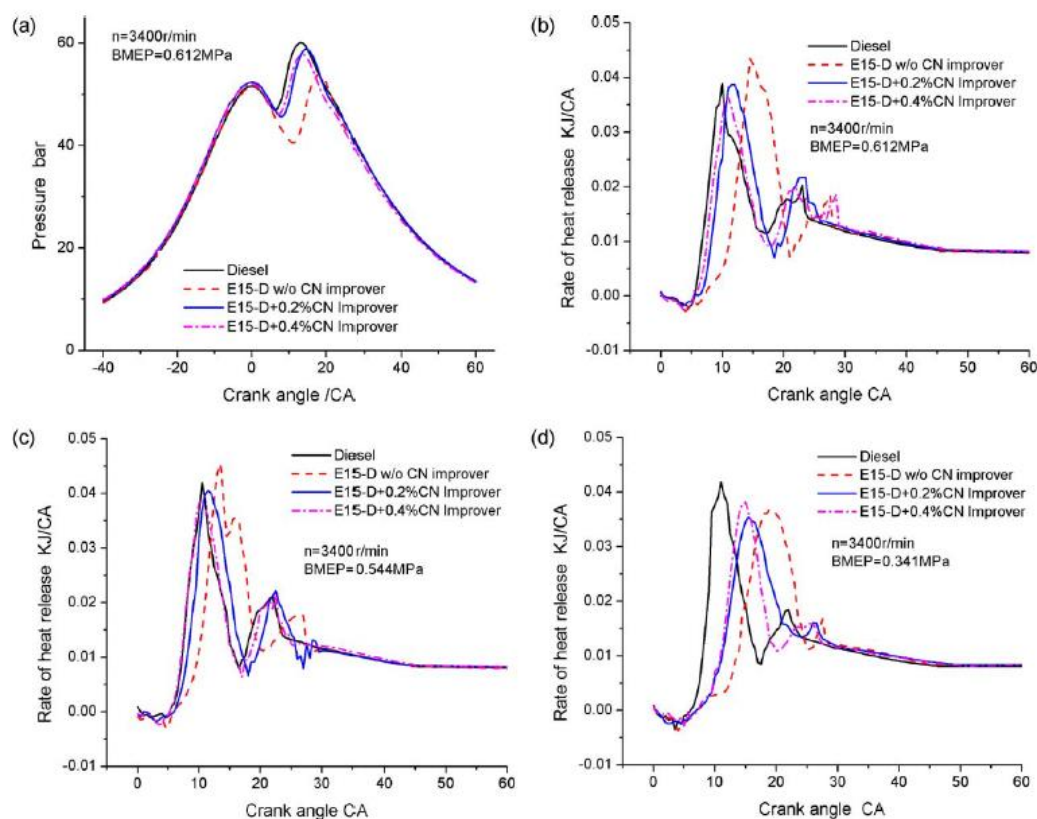 (a)
n=3400r/min
BMEP=0.612MPa
60
40
20
0
Pressure bar
Diesel
E15-D w/o CN improver
E15-D+0.2%CN Improver
E15-D+0.4%CN Improver
-40 -20 0 20 40 60
Crank angle /CA
(b)
0.05
0.04
0.03
0.02
0.01
0.00
-0.01
Rate of heat release KJ/CA
Diesel
E15-D w/o CN improver
E15-D+0.2%CN Improver
E15-D+0.4%CN Improver
n=3400r/min
BMEP=0.612MPa
0 10 20 30 40 50 60
Crank angle CA
(c)
0.05
0.04
0.03
0.02
0.01
0.00
-0.01
Rate of heat release KJ/CA
Diesel
E15-D w/o CN improver
E15-D+0.2%CN Improver
E15-D+0.4%CN Improver
n=3400r/min
BMEP=0.544MPa
0 10 20 30 40 50 60
Crank angle CA
(d)
0.05
0.04
0.03
0.02
0.01
0.00
-0.01
Rate of heat release KJ/CA
Diesel
E15-D w/o CN improver
E15-D+0.2%CN Improver
E15-D+0.4%CN Improver
n=3400r/min
BMEP=0.341MPa
0 10 20 30 40 50 60
Crank angle CA